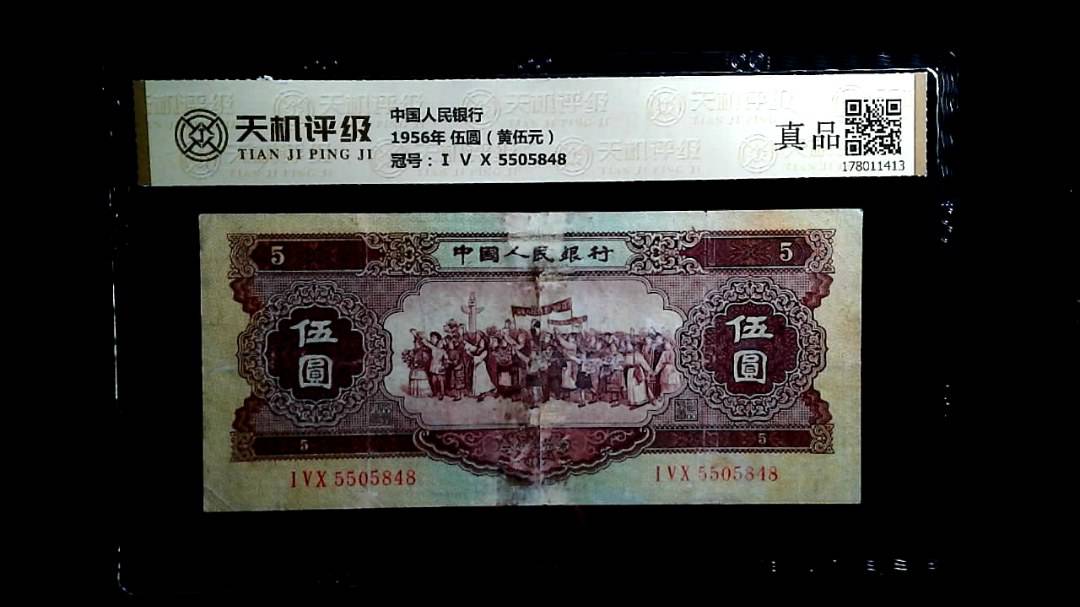 天机评级
TIAN JI PING JI
中国人民银行
1956年 伍圆（黄伍元）
冠号：I V X 5505848
真品
178011413
中國人民銀行
5
5
伍圓
伍圓
5
5
I V X 5505848
I V X 5505848